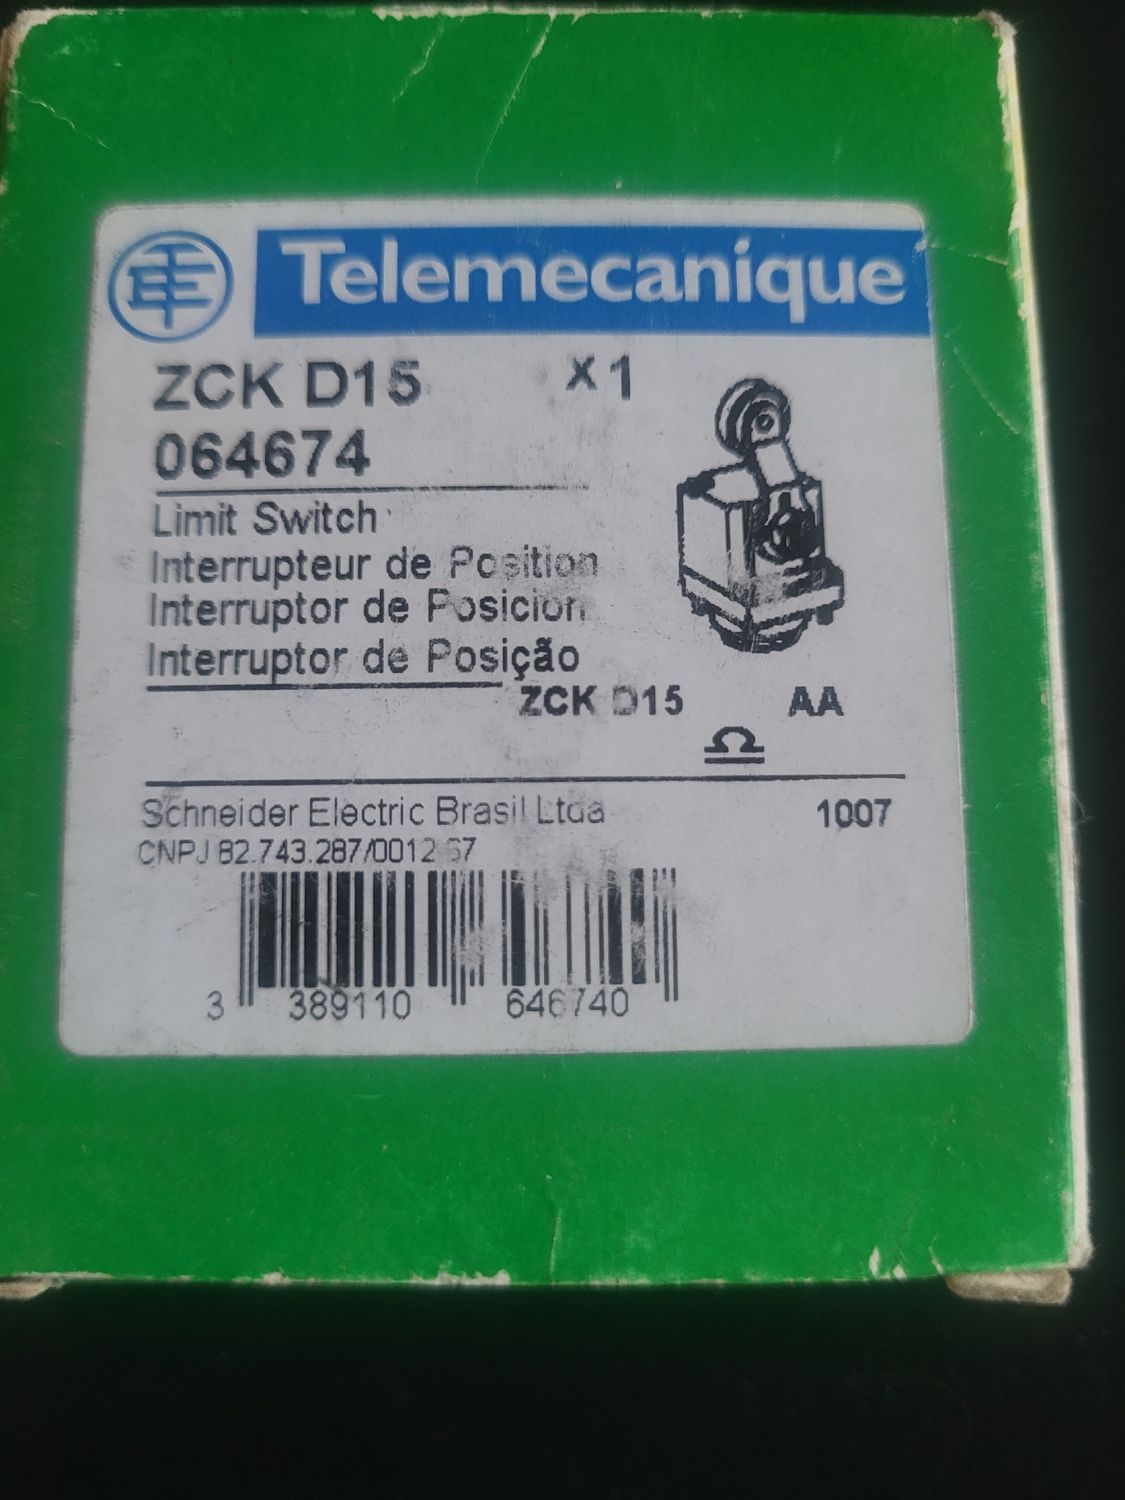 Telemecanique
ZCK D15 X1
064674
Limit Switch
Interrupteur de Position
Interruptor de Posicion
Interruptor de Posição
ZCK D15 AA
Schneider Electric Brasil Ltda 1007
CNPJ 82.743.287/0012 67
3 389110 646740